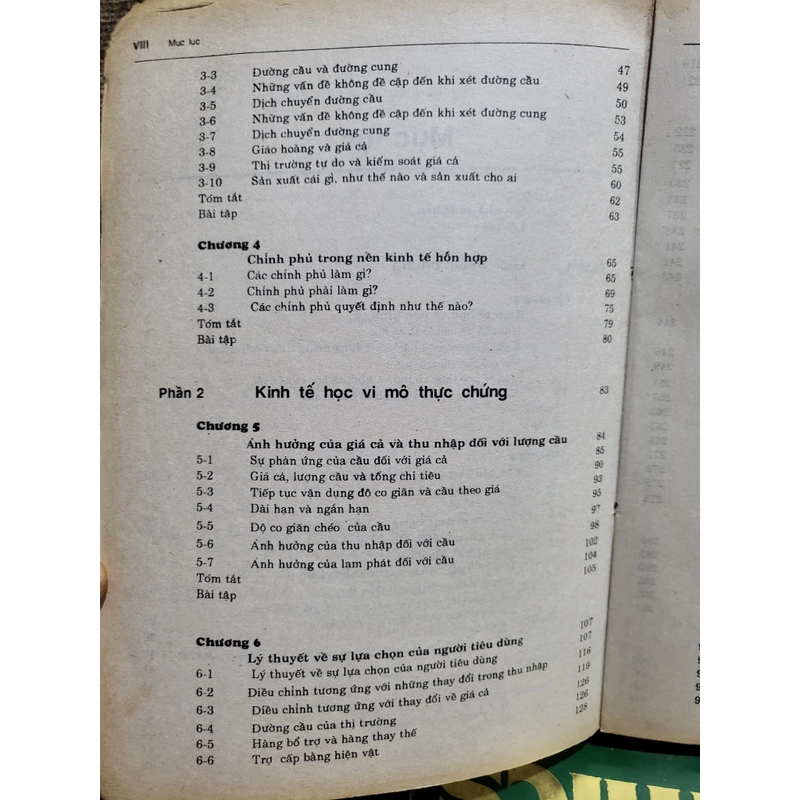 VIII Mục lục
3-3 Đường cầu và đường cung 47
3-4 Những vấn đề không đề cập đến khi xét đường cầu 49
3-5 Dịch chuyển đường cầu 50
3-6 Những vấn đề không đề cập đến khi xét đường cung 53
3-7 Dịch chuyển đường cung 54
3-8 Giáo hoàng và giá cá 55
3-9 Thị trường tự do và kiểm soát giá cả 55
3-10 Sản xuất cái gì, như thế nào và sản xuất cho ai 60
Tóm tắt 62
Bài tập 63
Chương 4
Chính phủ trong nền kinh tế hỗn hợp 65
4-1 Các chính phủ làm gì? 65
4-2 Chính phủ phải làm gì? 69
4-3 Các chính phủ quyết định như thế nào? 75
Tóm tắt 79
Bài tập 80
Phần 2 Kinh tế học vi mô thực chứng 83
Chương 5
Ảnh hưởng của giá cả và thu nhập đối với lượng cầu 84
5-1 Sự phản ứng của cầu đối với giá cả 85
5-2 Giá cả, lượng cầu và tổng chi tiêu 90
5-3 Tiếp tục vận dụng độ co giãn và cầu theo giá 93
5-4 Dài hạn và ngắn hạn 95
5-5 Độ co giãn chéo của cầu 97
5-6 Ảnh hưởng của thu nhập đối với cầu 98
5-7 Ảnh hưởng của lạm phát đối với cầu 102
Tóm tắt 104
Bài tập 105
Chương 6
Lý thuyết về sự lựa chọn của người tiêu dùng 107
6-1 Lý thuyết về sự lựa chọn của người tiêu dùng 107
6-2 Điều chỉnh tương ứng với những thay đổi trong thu nhập 116
6-3 Điều chỉnh tương ứng với thay đổi về giá cả 119
6-4 Đường cầu của thị trường 126
6-5 Hàng bổ trợ và hàng thay thế 126
6-6 Trợ cấp bằng hiện vật 128